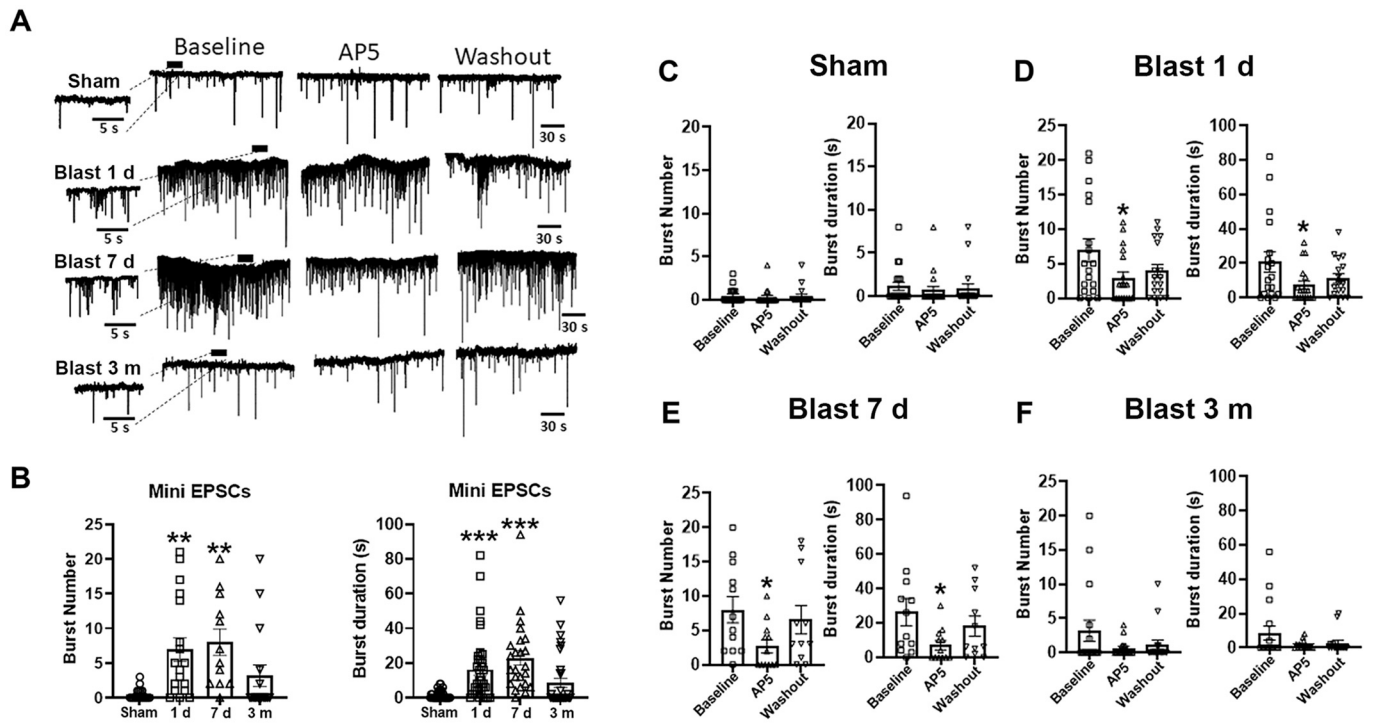 A
Baseline AP5 Washout
Sham
5 s
30 s
Blast 1 d
5 s
30 s
Blast 7 d
5 s
30 s
Blast 3 m
5 s
30 s
B
Mini EPSCs
Burst Number
25
20
15
10
5
0
** **
Sham 1 d 7 d 3 m
Mini EPSCs
Burst duration (s)
100
80
60
40
20
0
*** ***
Sham 1 d 7 d 3 m
C Sham
Burst Number
20
15
10
5
0
Baseline AP5 Washout
Burst duration (s)
20
15
10
5
0
Baseline AP5 Washout
D Blast 1 d
Burst Number
25
20
15
10
5
0
*
Baseline AP5 Washout
Burst duration (s)
100
80
60
40
20
0
*
Baseline AP5 Washout
E Blast 7 d
Burst Number
25
20
15
10
5
0
*
Baseline AP5 Washout
Burst duration (s)
100
80
60
40
20
0
*
Baseline AP5 Washout
F Blast 3 m
Burst Number
25
20
15
10
5
0
Baseline AP5 Washout
Burst duration (s)
100
80
60
40
20
0
Baseline AP5 Washout